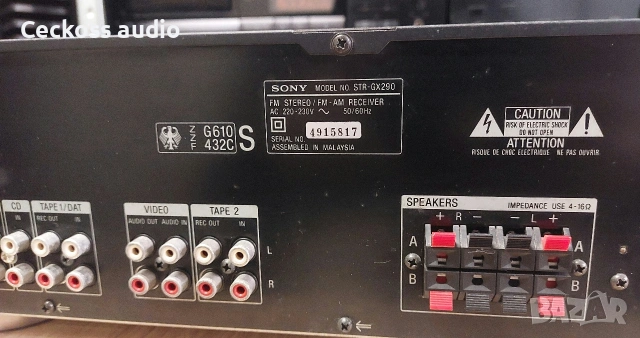 Ceckoss audio
SONY MODEL NO. STR-GX290
FM STEREO/FM-AM RECEIVER
AC 220-230V ~ 50/60Hz
4915817
SERIAL NO.
ASSEMBLED IN MALAYSIA
ZZF G610 432C S
CAUTION
RISK OF ELECTRIC SHOCK
DO NOT OPEN
ATTENTION
RISQUE DE CHOC ELECTRIQUE NE PAS OUVRIR.
CD TAPE 1/DAT VIDEO TAPE 2
IN REC OUT IN AUDIO OUT AUDIO IN REC OUT IN
L
R
SPEAKERS IMPEDANCE USE 4-16Ω
+ R - - L +
A A
B B
BAZAR